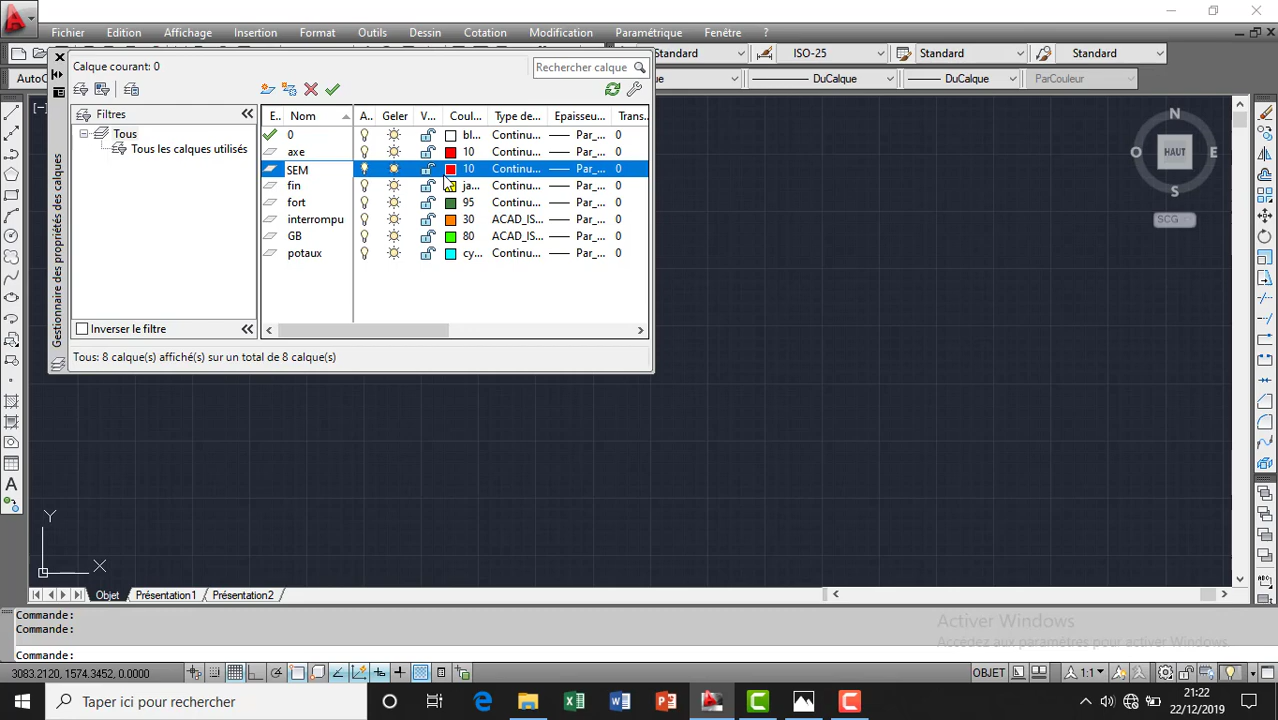 Fichier Edition Affichage Insertion Format Outils Dessin Cotation Modification Paramétrique Fenêtre ?
Standard ISO-25 Standard Standard
AutoC DuCalque DuCalque ParCouleur
Calque courant: 0
Rechercher calque
Filtres
Tous
Tous les calques utilisés
Inverser le filtre
E.. Nom A.. Geler V... Coul... Type de... Epaisseu... Trans...
0 bl... Continu... Par_... 0
axe 10 Continu... Par_... 0
SEM 10 Continu... Par_... 0
fin ja... Continu... Par_... 0
fort 95 Continu... Par_... 0
interrompu 30 ACAD_IS... Par_... 0
GB 80 ACAD_IS... Par_... 0
potaux cy... Continu... Par_... 0
Tous: 8 calque(s) affiché(s) sur un total de 8 calque(s)
Gestionnaire des propriétés des calques
[−]
N
O HAUT E
S
SCG
Y
X
Objet Présentation1 Présentation2
Commande:
Commande:
Commande:
Activer Windows
Accédez aux paramètres pour activer Windows.
3083.2120, 1574.3452, 0.0000
OBJET
1:1
Taper ici pour rechercher
21:22
22/12/2019